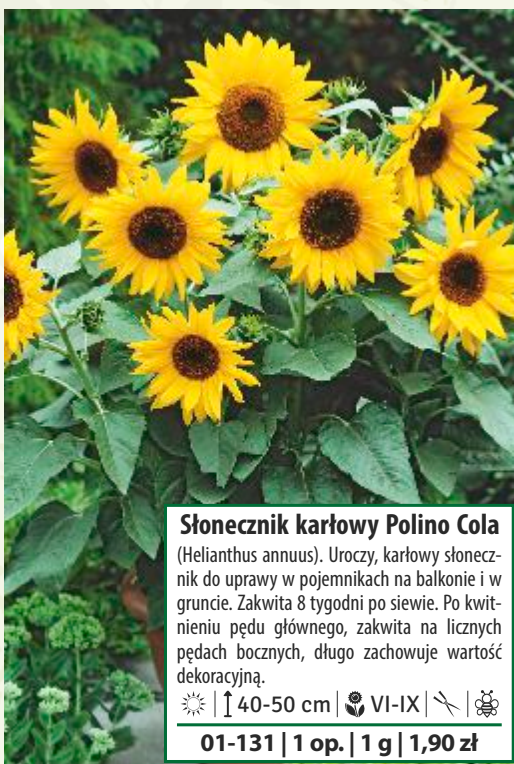 Słonecznik karłowy Polino Cola
(Helianthus annuus). Uroczy, karłowy słonecz-
nik do uprawy w pojemnikach na balkonie i w
gruncie. Zakwita 8 tygodni po siewie. Po kwit-
nieniu pędu głównego, zakwita na licznych
pędach bocznych, długo zachowuje wartość
dekoracyjną.
| 40-50 cm | VI-IX | |
01-131 | 1 op. | 1 g | 1,90 zł